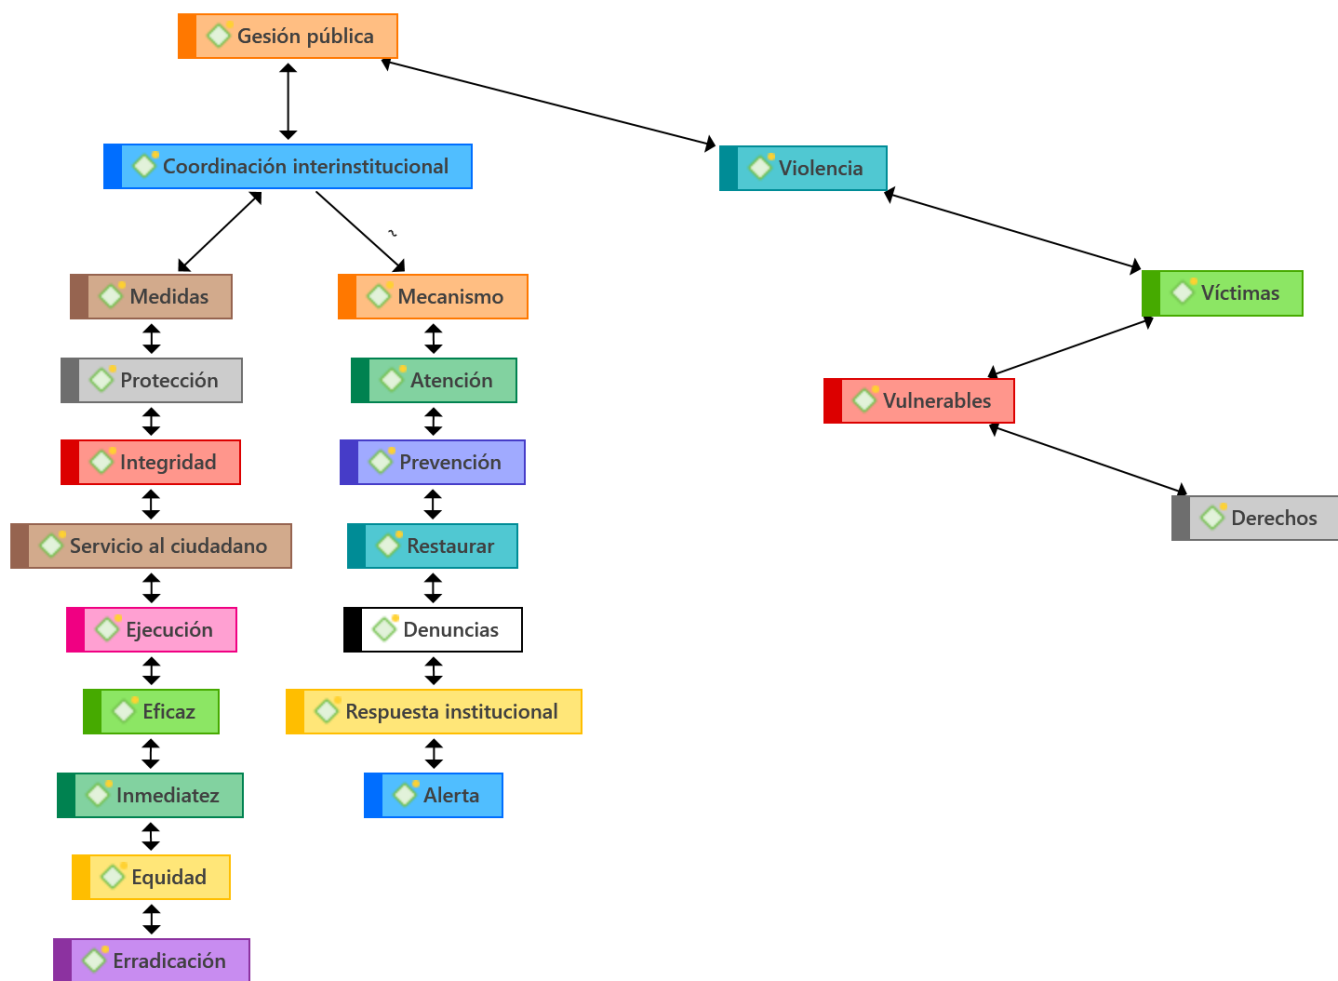 Gesión pública
Coordinación interinstitucional
Violencia
~
Medidas
Mecanismo
Víctimas
Protección
Atención
Vulnerables
Integridad
Prevención
Derechos
Servicio al ciudadano
Restaurar
Ejecución
Denuncias
Eficaz
Respuesta institucional
Inmediatez
Alerta
Equidad
Erradicación